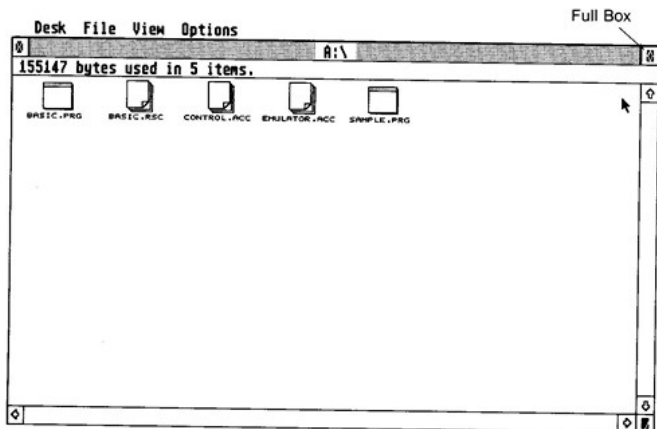 Full Box
Desk File View Options
A:\
155147 bytes used in 5 items.
BASIC.PRG BASIC.RSC CONTROL.ACC EMULATOR.ACC SAMPLE.PRG